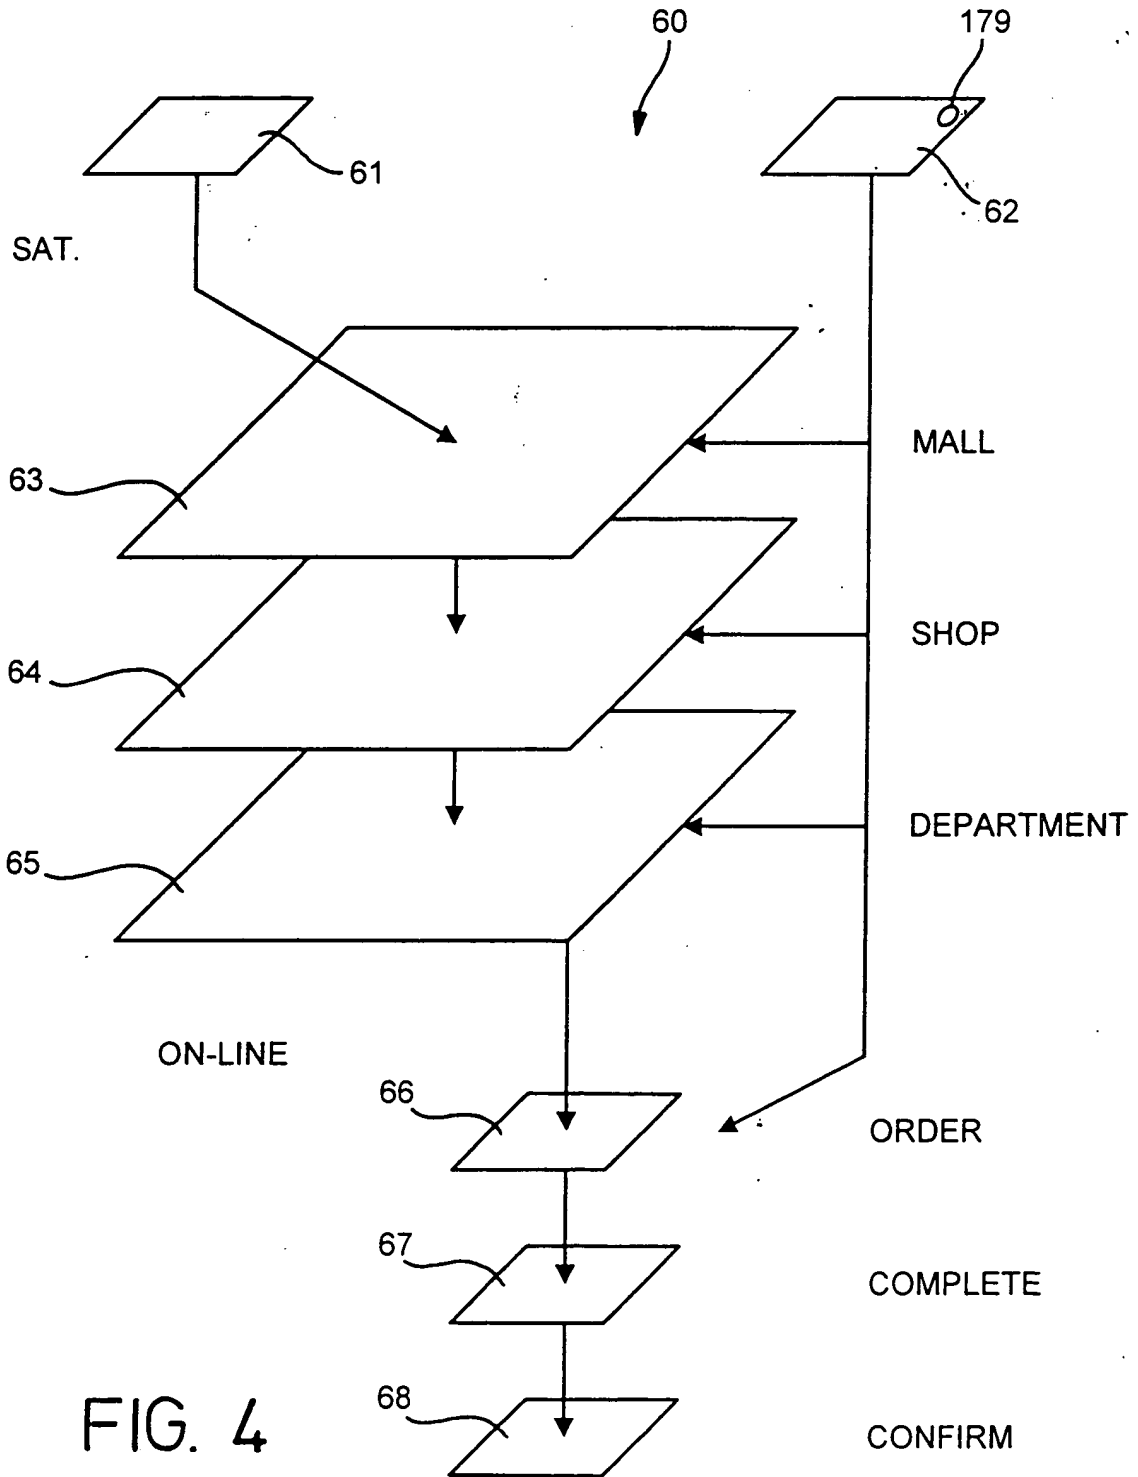 60
179
61
62
SAT.
63
MALL
64
SHOP
65
DEPARTMENT
ON-LINE
66
ORDER
67
COMPLETE
68
CONFIRM
FIG. 4